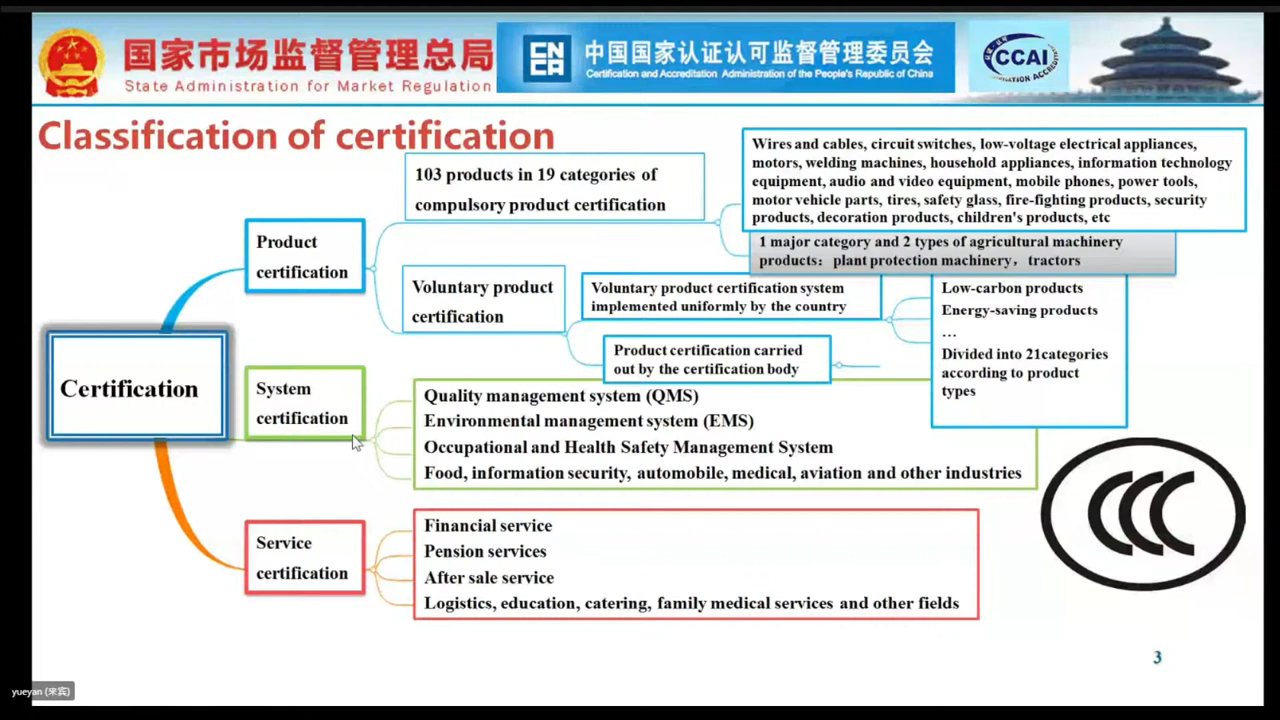 国家市场监督管理总局
State Administration for Market Regulation
CNCA
中国国家认证认可监督管理委员会
Certification and Accreditation Administration of the People's Republic of China
CCAI
Classification of certification
Certification
Product
certification
103 products in 19 categories of
compulsory product certification
Wires and cables, circuit switches, low-voltage electrical appliances,
motors, welding machines, household appliances, information technology
equipment, audio and video equipment, mobile phones, power tools,
motor vehicle parts, tires, safety glass, fire-fighting products, security
products, decoration products, children's products, etc
1 major category and 2 types of agricultural machinery
products：plant protection machinery，tractors
Voluntary product
certification
Voluntary product certification system
implemented uniformly by the country
Low-carbon products
Energy-saving products
…
Divided into 21categories
according to product
types
Product certification carried
out by the certification body
System
certification
Quality management system (QMS)
Environmental management system (EMS)
Occupational and Health Safety Management System
Food, information security, automobile, medical, aviation and other industries
CCC
Service
certification
Financial service
Pension services
After sale service
Logistics, education, catering, family medical services and other fields
3
yueyan (来宾)